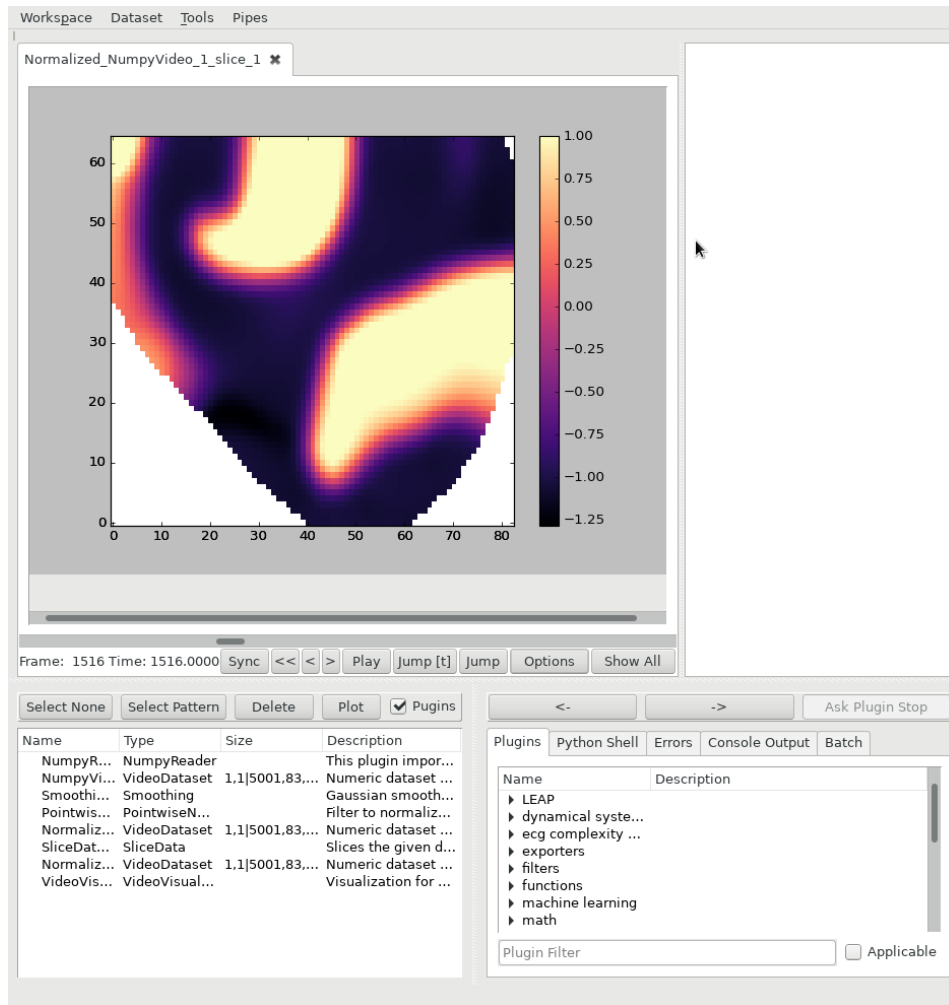 Workspace Dataset Tools Pipes
Normalized_NumpyVideo_1_slice_1 ✖
60
50
40
30
20
10
0
0 10 20 30 40 50 60 70 80
1.00
0.75
0.50
0.25
0.00
−0.25
−0.50
−0.75
−1.00
−1.25
Frame: 1516 Time: 1516.0000 Sync << < > Play Jump [t] Jump Options Show All
Select None Select Pattern Delete Plot Pugins
Name Type Size Description
NumpyR... NumpyReader This plugin impor...
NumpyVi... VideoDataset 1,1|5001,83,... Numeric dataset ...
Smoothi... Smoothing Gaussian smooth...
Pointwis... PointwiseN... Filter to normaliz...
Normaliz... VideoDataset 1,1|5001,83,... Numeric dataset ...
SliceDat... SliceData Slices the given d...
Normaliz... VideoDataset 1,1|5001,83,... Numeric dataset ...
VideoVis... VideoVisual... Visualization for ...
<- -> Ask Plugin Stop
Plugins Python Shell Errors Console Output Batch
Name Description
LEAP
dynamical syste...
ecg complexity ...
exporters
filters
functions
machine learning
math
Plugin Filter Applicable